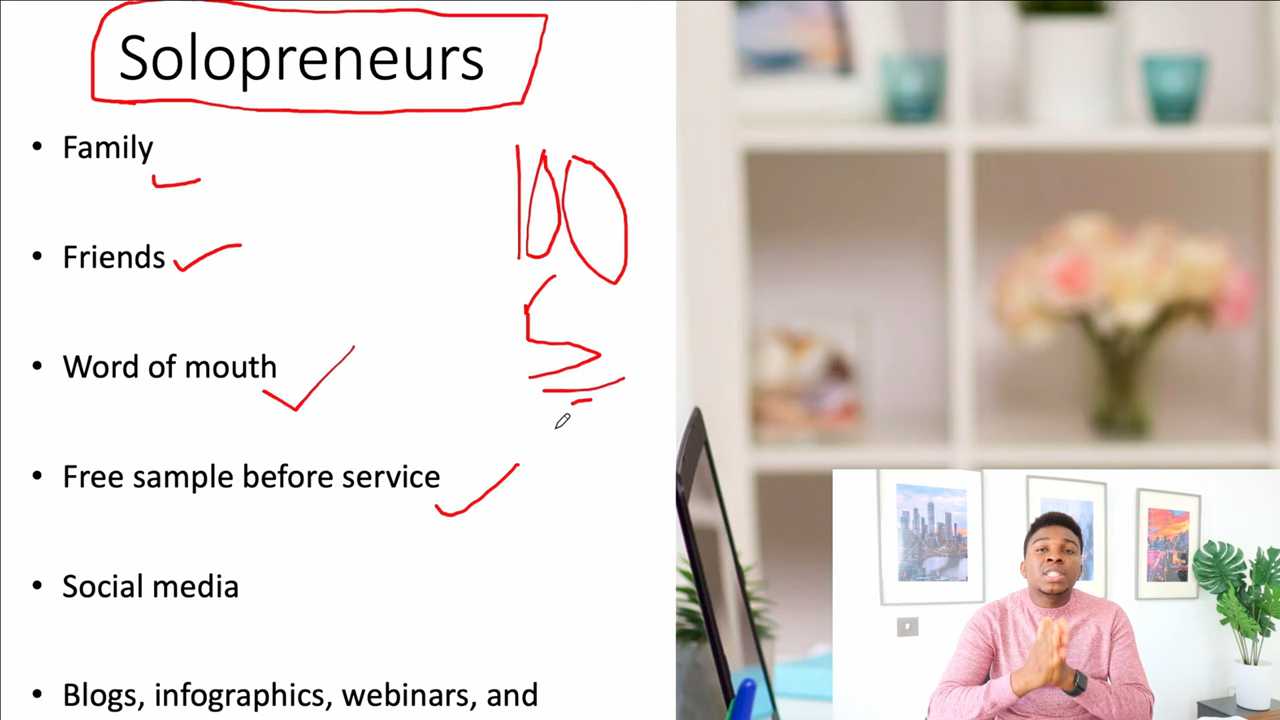 Solopreneurs
• Family
• Friends
• Word of mouth
• Free sample before service
• Social media
• Blogs, infographics, webinars, and
100
5